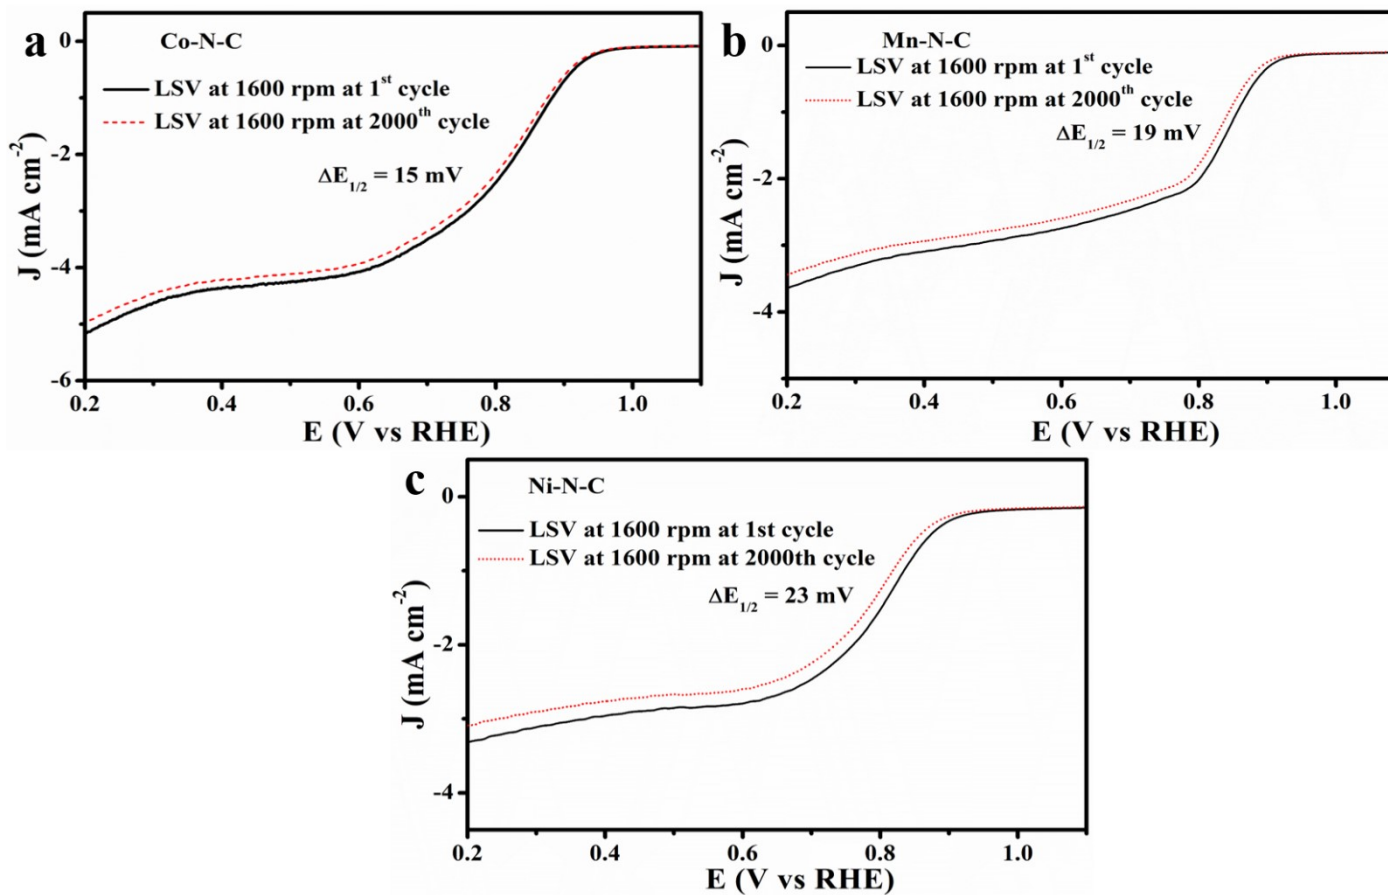 a
Co-N-C
LSV at 1600 rpm at 1st cycle
LSV at 1600 rpm at 2000th cycle
ΔE1/2 = 15 mV
0
-2
-4
-6
J (mA cm-2)
0.2 0.4 0.6 0.8 1.0
E (V vs RHE)
b
Mn-N-C
LSV at 1600 rpm at 1st cycle
LSV at 1600 rpm at 2000th cycle
ΔE1/2 = 19 mV
0
-2
-4
J (mA cm-2)
0.2 0.4 0.6 0.8 1.0
E (V vs RHE)
c
Ni-N-C
LSV at 1600 rpm at 1st cycle
LSV at 1600 rpm at 2000th cycle
ΔE1/2 = 23 mV
0
-2
-4
J (mA cm-2)
0.2 0.4 0.6 0.8 1.0
E (V vs RHE)